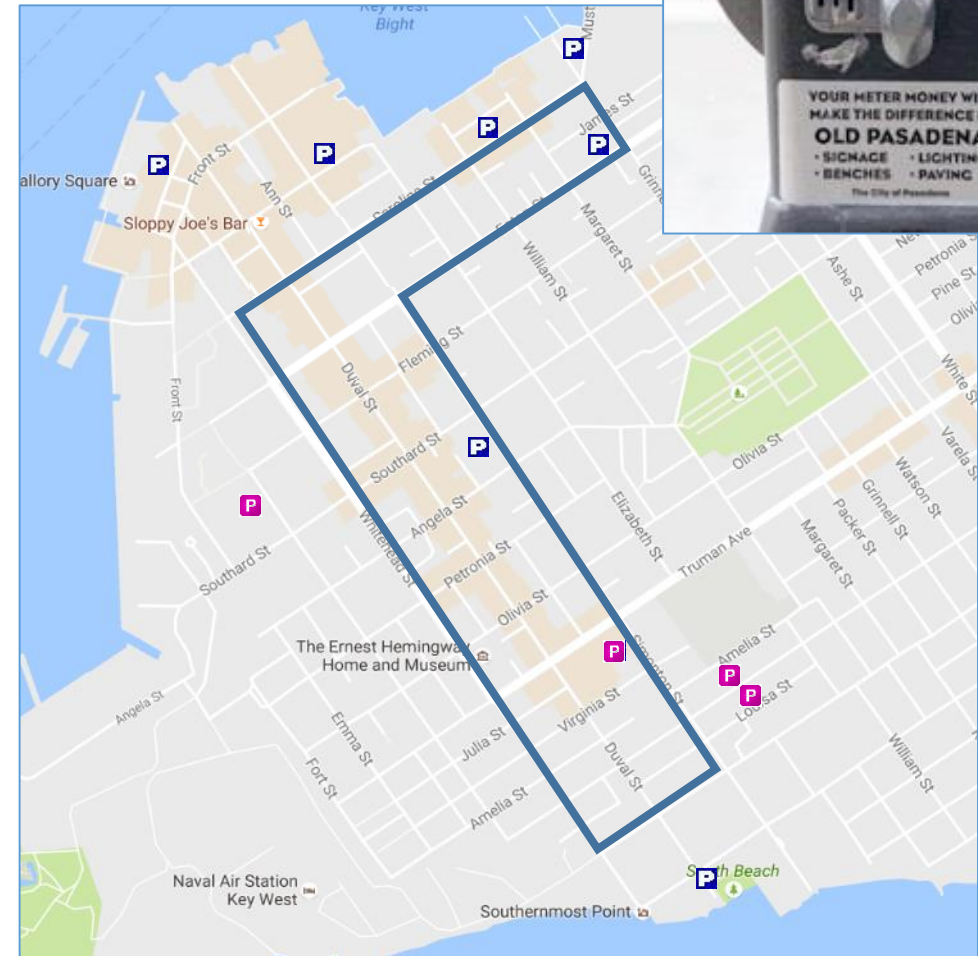 Key West
Bight
YOUR METER MONEY
MAKE THE DIFFERENCE
OLD PASADENA
• SIGNAGE
• BENCHES • PAVING
The City of Pasadena
P
James St
P
P
P
P
Front St
Mallory Square
Ann St
Sloppy Joe's Bar
Caroline St
Margaret St
William St
Ashe St
Petronia
Pine St
Fleming St
Duval St
Front St
White St
P
Southard St
Olivia St
Varela St
Watson St
Grinnell St
Packer St
P
Angela St
Elizabeth St
Whitehead St
Truman Ave
Margaret St
Southard St
Petronia St
Olivia St
The Ernest Hemingway
Home and Museum
P
Simonton St
Amelia St
P
P
Louisa St
Angela St
Virginia St
Emma St
Julia St
Duval St
William St
Fort St
Amelia St
Naval Air Station
Key West
P
South Beach
Southernmost Point